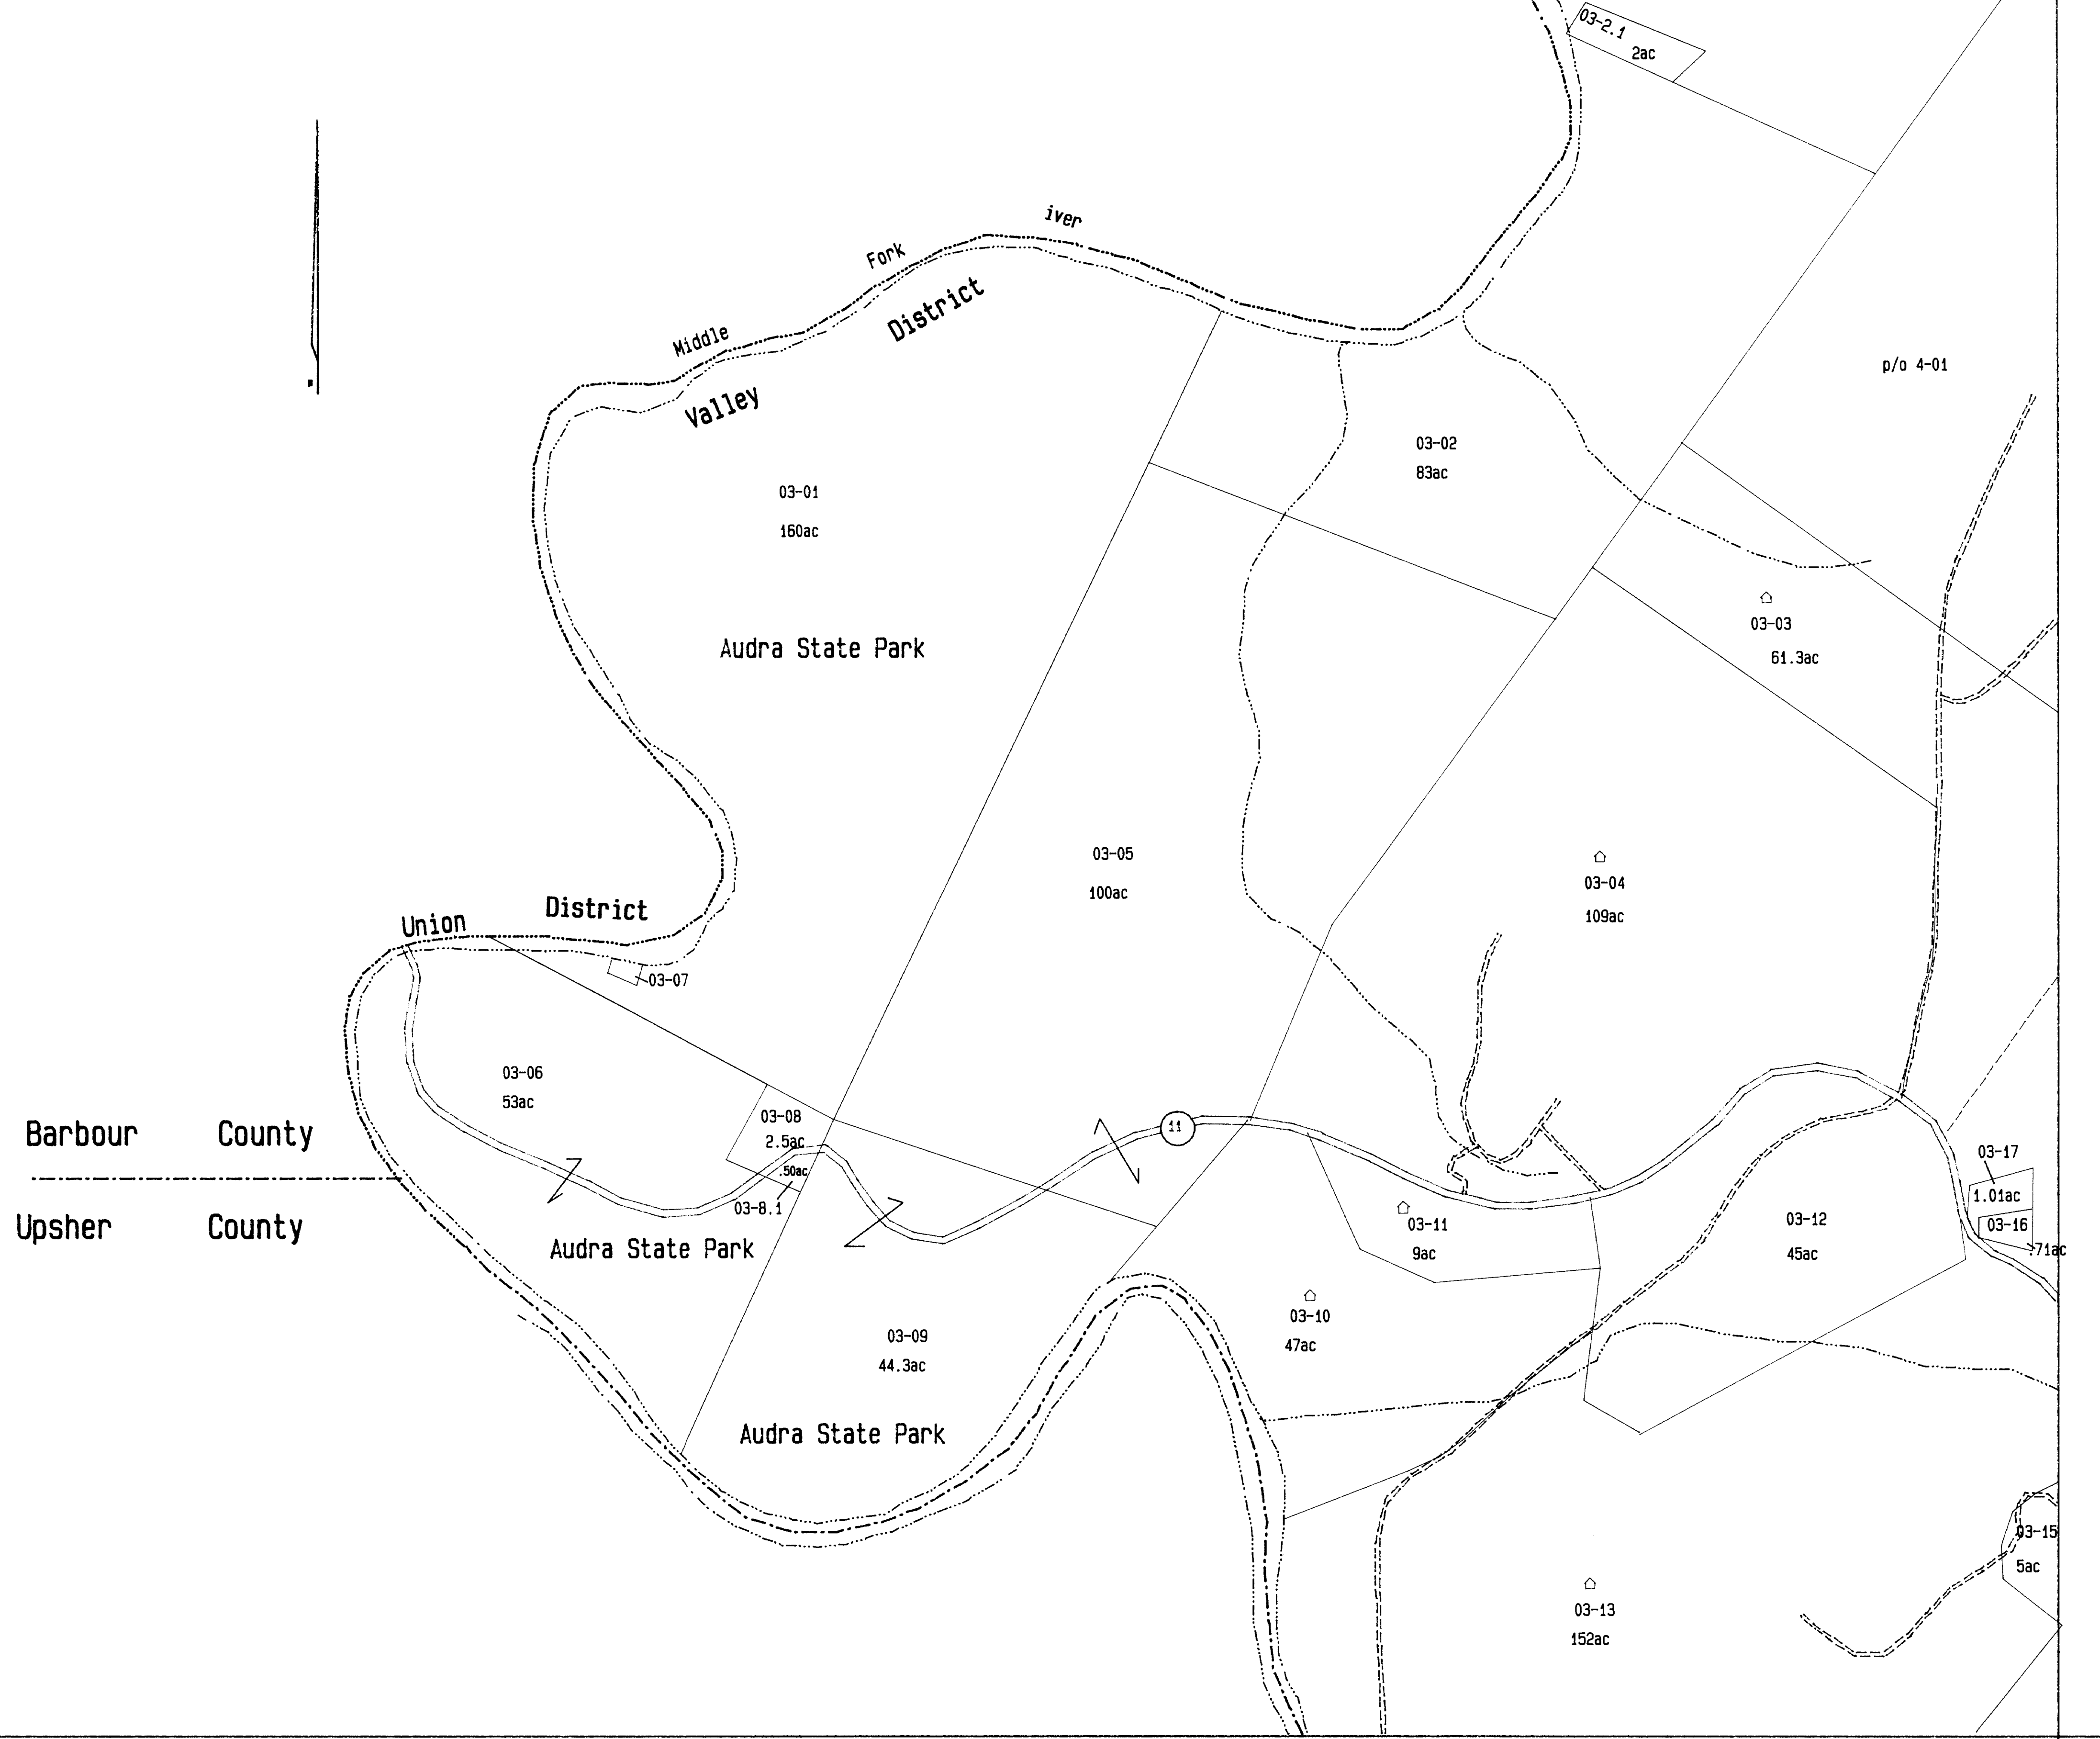 03-2.1
2ac
iver
Fork
District
Middle
Valley
p/o 4-01
03-02
83ac
03-01
160ac
03-03
61.3ac
Audra State Park
03-05
100ac
03-04
109ac
Union District
03-07
03-06
53ac
03-08
2.5ac
.50ac
03-8.1
11
Barbour County
Upsher County
03-17
1.01ac
03-16
.71ac
03-11
9ac
03-12
45ac
Audra State Park
03-10
47ac
03-09
44.3ac
Audra State Park
03-15
5ac
03-13
152ac